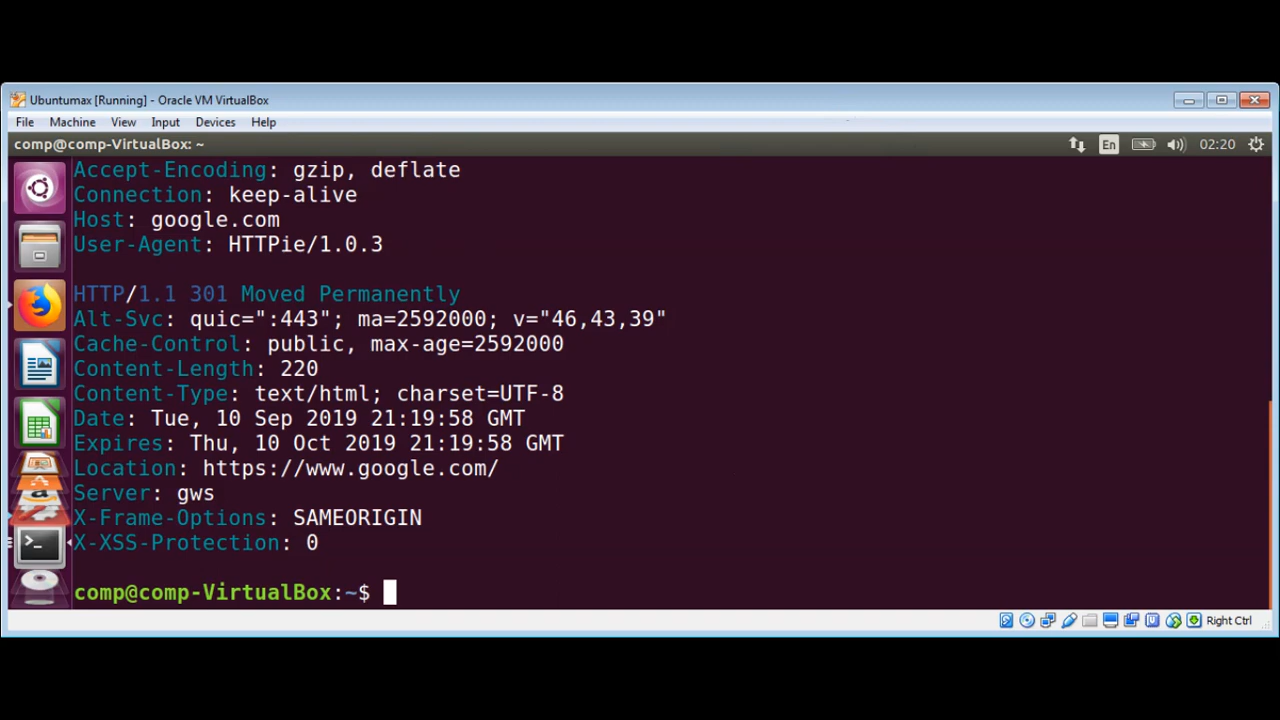 Ubuntumax [Running] - Oracle VM VirtualBox
File Machine View Input Devices Help
comp@comp-VirtualBox: ~ En 02:20
Accept-Encoding: gzip, deflate
Connection: keep-alive
Host: google.com
User-Agent: HTTPie/1.0.3
HTTP/1.1 301 Moved Permanently
Alt-Svc: quic=":443"; ma=2592000; v="46,43,39"
Cache-Control: public, max-age=2592000
Content-Length: 220
Content-Type: text/html; charset=UTF-8
Date: Tue, 10 Sep 2019 21:19:58 GMT
Expires: Thu, 10 Oct 2019 21:19:58 GMT
Location: https://www.google.com/
Server: gws
X-Frame-Options: SAMEORIGIN
X-XSS-Protection: 0
comp@comp-VirtualBox:~$
Right Ctrl